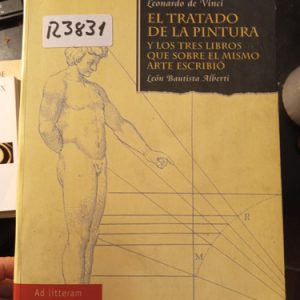 R3831
Leonardo de Vinci
EL TRATADO
DE LA PINTURA
Y LOS TRES LIBROS
QUE SOBRE EL MISMO
ARTE ESCRIBIÓ
León Bautista Alberti
R
M
Ad litteram